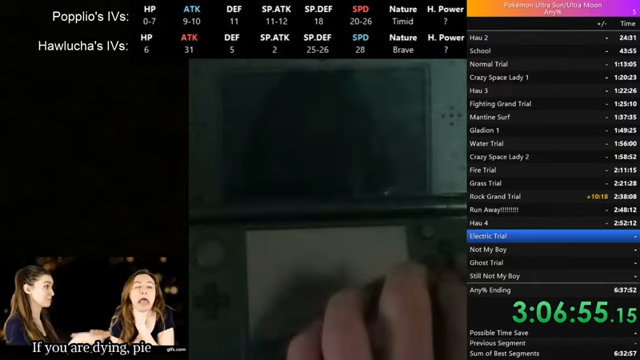 Popplio's IVs:
HP ATK DEF SP.ATK SP.DEF SPD Nature H. Power
0-7 9-10 11 11-12 18 20-26 Timid ?
Hawlucha's IVs:
HP ATK DEF SP.ATK SP.DEF SPD Nature H. Power
6 31 5 2 25-26 28 Brave ?
Pokémon Ultra Sun/Ultra Moon
Any% 5
+/- Time
Hau 2 - 24:31
School - 43:55
Normal Trial - 1:13:05
Crazy Space Lady 1 - 1:20:23
Hau 3 - 1:22:26
Fighting Grand Trial - 1:25:10
Mantine Surf - 1:37:35
Gladion 1 - 1:49:25
Water Trial - 1:56:00
Crazy Space Lady 2 - 1:58:52
Fire Trial - 2:11:15
Grass Trial - 2:21:28
Rock Grand Trial +10:18 2:38:08
Run Away!!!!!!!!! - 2:48:12
Hau 4 - 2:52:12
Electric Trial -
Not My Boy -
Ghost Trial -
Still Not My Boy -
Any% Ending 6:37:52
3:06:55.15
Possible Time Save -
Previous Segment -
Sum of Best Segments 6:32:57
If you are dying, pie
gifs.com